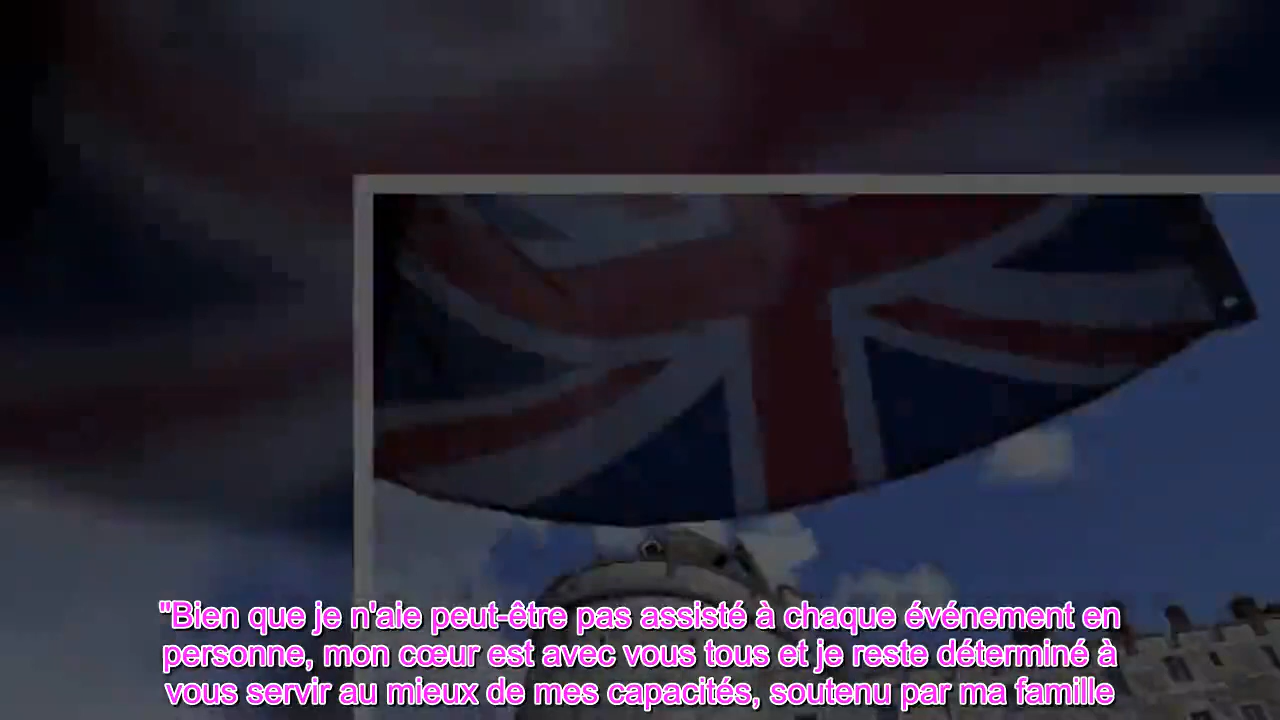 "Bien que je n'aie peut-être pas assisté à chaque événement en
personne, mon cœur est avec vous tous et je reste déterminé à
vous servir au mieux de mes capacités, soutenu par ma famille